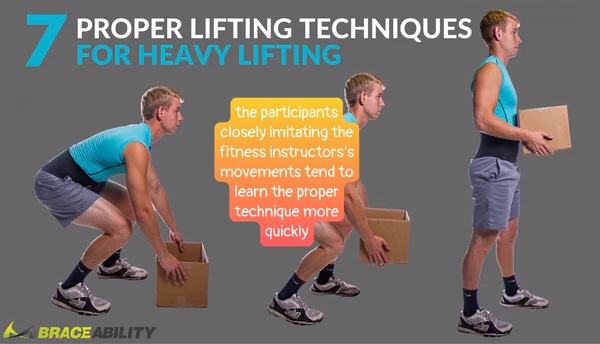 7 PROPER LIFTING TECHNIQUES
FOR HEAVY LIFTING
the participants
closely imitating the
fitness instructors's
movements tend to
learn the proper
technique more
quickly
BRACEABILITY